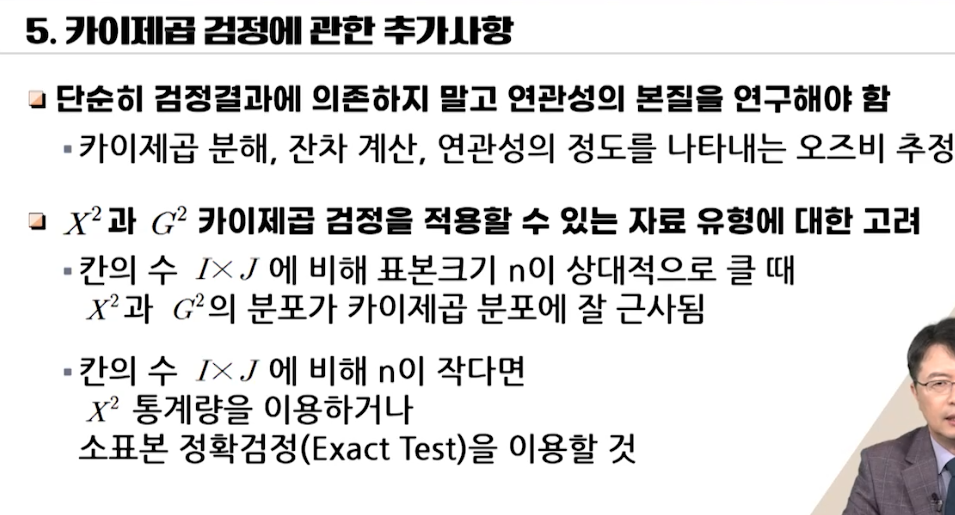 5. 카이제곱 검정에 관한 추가사항
단순히 검정결과에 의존하지 말고 연관성의 본질을 연구해야 함
카이제곱 분해, 잔차 계산, 연관성의 정도를 나타내는 오즈비 추정
X²과 G² 카이제곱 검정을 적용할 수 있는 자료 유형에 대한 고려
칸의 수 I×J 에 비해 표본크기 n이 상대적으로 클 때
X²과 G²의 분포가 카이제곱 분포에 잘 근사됨
칸의 수 I×J 에 비해 n이 작다면
X² 통계량을 이용하거나
소표본 정확검정(Exact Test)을 이용할 것